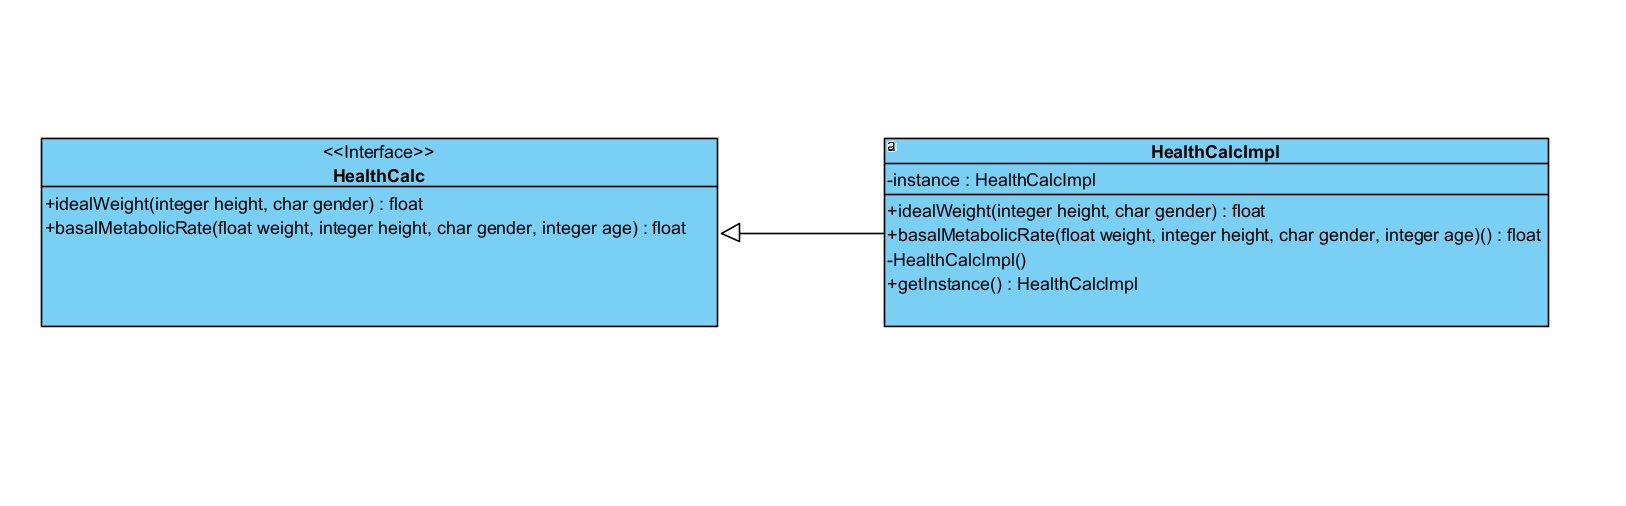 <<Interface>>
HealthCalc
+idealWeight(integer height, char gender) : float
+basalMetabolicRate(float weight, integer height, char gender, integer age) : float
a
HealthCalcImpl
-instance : HealthCalcImpl
+idealWeight(integer height, char gender) : float
+basalMetabolicRate(float weight, integer height, char gender, integer age)() : float
-HealthCalcImpl()
+getInstance() : HealthCalcImpl